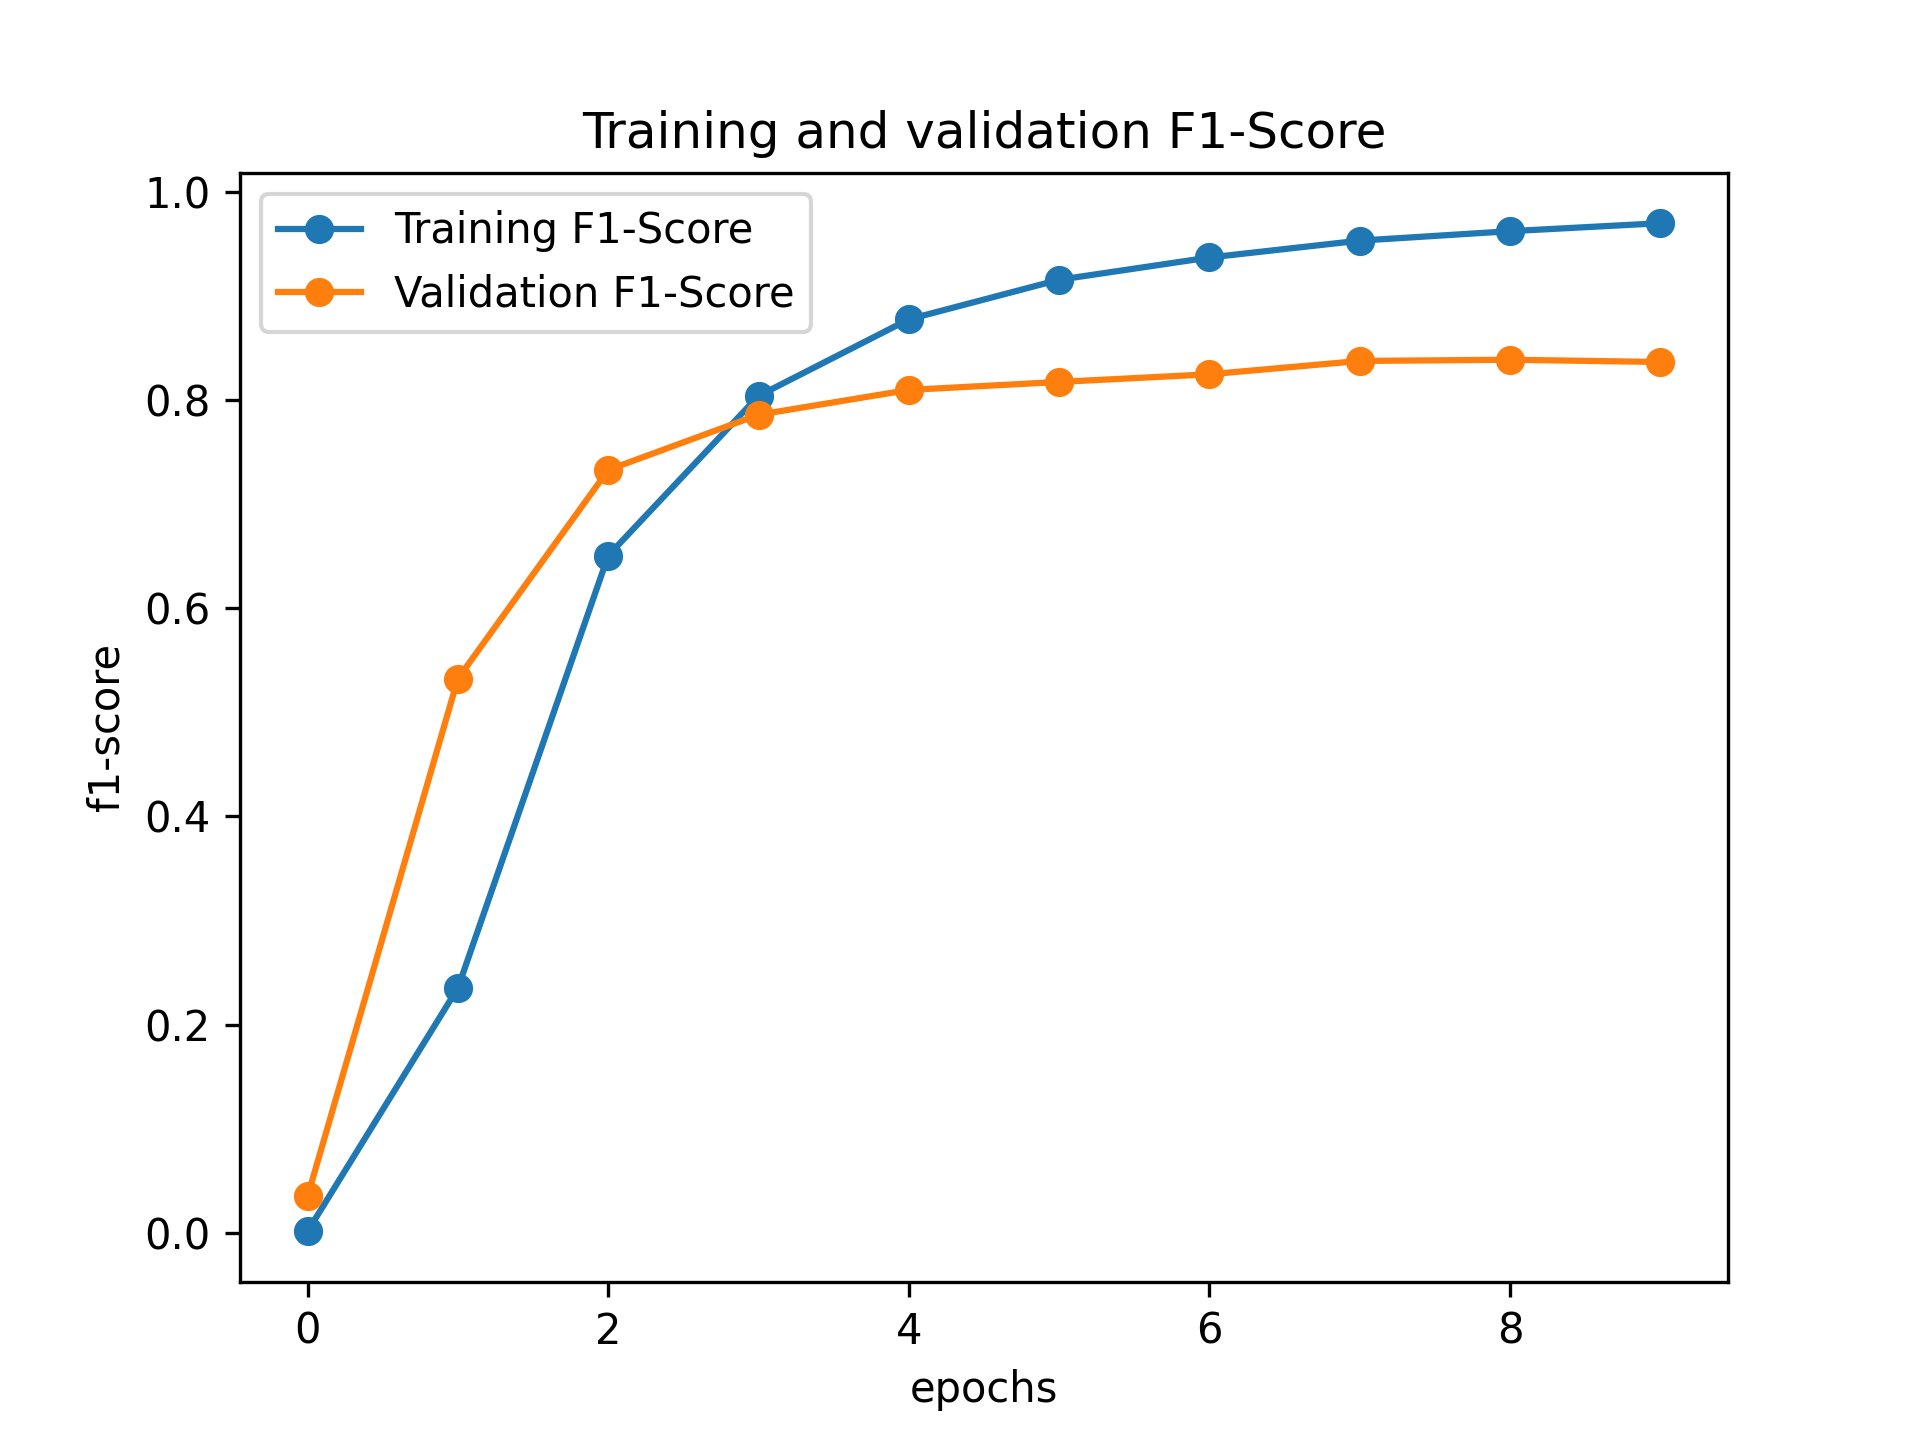 Training and validation F1-Score
Training F1-Score
Validation F1-Score
f1-score
1.0
0.8
0.6
0.4
0.2
0.0
0 2 4 6 8
epochs